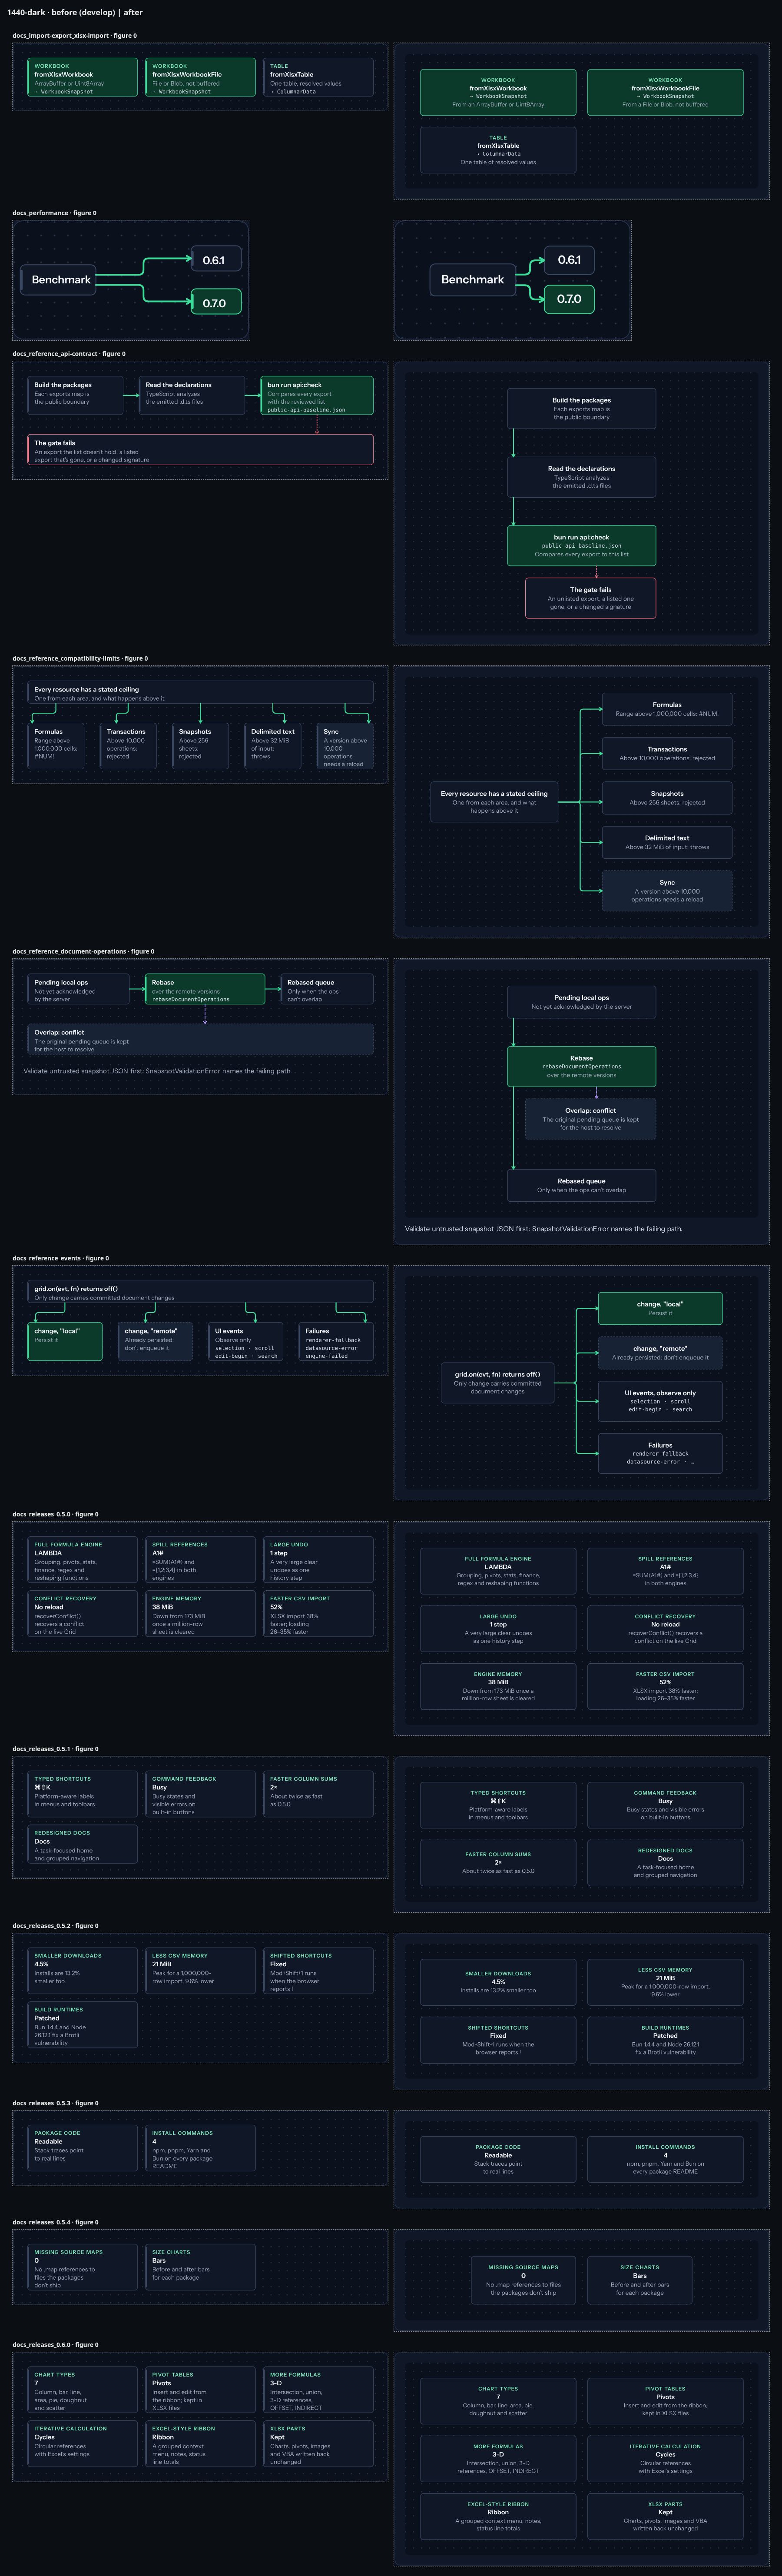 1440-dark · before (develop) | after
docs_import-export_xlsx-import · figure 0
WORKBOOK
fromXlsxWorkbook
ArrayBuffer or Uint8Array
→ WorkbookSnapshot
WORKBOOK
fromXlsxWorkbookFile
File or Blob, not buffered
→ WorkbookSnapshot
TABLE
fromXlsxTable
One table, resolved values
→ ColumnarData
WORKBOOK
fromXlsxWorkbook
→ WorkbookSnapshot
From an ArrayBuffer or Uint8Array
WORKBOOK
fromXlsxWorkbookFile
→ WorkbookSnapshot
From a File or Blob, not buffered
TABLE
fromXlsxTable
→ ColumnarData
One table of resolved values
docs_performance · figure 0
Benchmark
0.6.1
0.7.0
Benchmark
0.6.1
0.7.0
docs_reference_api-contract · figure 0
Build the packages
Each exports map is
the public boundary
Read the declarations
TypeScript analyzes
the emitted .d.ts files
bun run api:check
Compares every export
with the reviewed list
public-api-baseline.json
The gate fails
An export the list doesn't hold, a listed
export that's gone, or a changed signature
Build the packages
Each exports map is
the public boundary
Read the declarations
TypeScript analyzes
the emitted .d.ts files
bun run api:check
public-api-baseline.json
Compares every export to this list
The gate fails
An unlisted export, a listed one
gone, or a changed signature
docs_reference_compatibility-limits · figure 0
Every resource has a stated ceiling
One from each area, and what happens above it
Formulas
Range above
1,000,000 cells:
#NUM!
Transactions
Above 10,000
operations:
rejected
Snapshots
Above 256
sheets:
rejected
Delimited text
Above 32 MiB
of input:
throws
Sync
A version above
10,000
operations
needs a reload
Every resource has a stated ceiling
One from each area, and what
happens above it
Formulas
Range above 1,000,000 cells: #NUM!
Transactions
Above 10,000 operations: rejected
Snapshots
Above 256 sheets: rejected
Delimited text
Above 32 MiB of input: throws
Sync
A version above 10,000
operations needs a reload
docs_reference_document-operations · figure 0
Pending local ops
Not yet acknowledged
by the server
Rebase
over the remote versions
rebaseDocumentOperations
Rebased queue
Only when the ops
can't overlap
Overlap: conflict
The original pending queue is kept
for the host to resolve
Validate untrusted snapshot JSON first: SnapshotValidationError names the failing path.
Pending local ops
Not yet acknowledged by the server
Rebase
rebaseDocumentOperations
over the remote versions
Overlap: conflict
The original pending queue is kept
for the host to resolve
Rebased queue
Only when the ops can't overlap
Validate untrusted snapshot JSON first: SnapshotValidationError names the failing path.
docs_reference_events · figure 0
grid.on(evt, fn) returns off()
Only change carries committed document changes
change, "local"
Persist it
change, "remote"
Already persisted:
don't enqueue it
UI events
Observe only
selection · scroll
edit-begin · search
Failures
renderer-fallback
datasource-error
engine-failed
grid.on(evt, fn) returns off()
Only change carries committed
document changes
change, "local"
Persist it
change, "remote"
Already persisted: don't enqueue it
UI events, observe only
selection · scroll
edit-begin · search
Failures
renderer-fallback
datasource-error · …
docs_releases_0.5.0 · figure 0
FULL FORMULA ENGINE
LAMBDA
Grouping, pivots, stats,
finance, regex and
reshaping functions
SPILL REFERENCES
A1#
=SUM(A1#) and
={1,2;3,4} in both
engines
LARGE UNDO
1 step
A very large clear
undoes as one
history step
CONFLICT RECOVERY
No reload
recoverConflict()
recovers a conflict
on the live Grid
ENGINE MEMORY
38 MiB
Down from 173 MiB
once a million-row
sheet is cleared
FASTER CSV IMPORT
52%
XLSX import 38%
faster; loading
26–35% faster
FULL FORMULA ENGINE
LAMBDA
Grouping, pivots, stats, finance,
regex and reshaping functions
SPILL REFERENCES
A1#
=SUM(A1#) and ={1,2;3,4}
in both engines
LARGE UNDO
1 step
A very large clear undoes
as one history step
CONFLICT RECOVERY
No reload
recoverConflict() recovers a
conflict on the live Grid
ENGINE MEMORY
38 MiB
Down from 173 MiB once a
million-row sheet is cleared
FASTER CSV IMPORT
52%
XLSX import 38% faster;
loading 26–35% faster
docs_releases_0.5.1 · figure 0
TYPED SHORTCUTS
⌘⇧K
Platform-aware labels
in menus and toolbars
COMMAND FEEDBACK
Busy
Busy states and
visible errors on
built-in buttons
FASTER COLUMN SUMS
2×
About twice as fast
as 0.5.0
REDESIGNED DOCS
Docs
A task-focused home
and grouped navigation
TYPED SHORTCUTS
⌘⇧K
Platform-aware labels
in menus and toolbars
COMMAND FEEDBACK
Busy
Busy states and visible errors
on built-in buttons
FASTER COLUMN SUMS
2×
About twice as fast as 0.5.0
REDESIGNED DOCS
Docs
A task-focused home
and grouped navigation
docs_releases_0.5.2 · figure 0
SMALLER DOWNLOADS
4.5%
Installs are 13.2%
smaller too
LESS CSV MEMORY
21 MiB
Peak for a 1,000,000-
row import, 9.6% lower
SHIFTED SHORTCUTS
Fixed
Mod+Shift+1 runs
when the browser
reports !
BUILD RUNTIMES
Patched
Bun 1.4.4 and Node
26.12.1 fix a Brotli
vulnerability
SMALLER DOWNLOADS
4.5%
Installs are 13.2% smaller too
LESS CSV MEMORY
21 MiB
Peak for a 1,000,000-row import,
9.6% lower
SHIFTED SHORTCUTS
Fixed
Mod+Shift+1 runs when the
browser reports !
BUILD RUNTIMES
Patched
Bun 1.4.4 and Node 26.12.1
fix a Brotli vulnerability
docs_releases_0.5.3 · figure 0
PACKAGE CODE
Readable
Stack traces point
to real lines
INSTALL COMMANDS
4
npm, pnpm, Yarn and
Bun on every package
README
PACKAGE CODE
Readable
Stack traces point
to real lines
INSTALL COMMANDS
4
npm, pnpm, Yarn and Bun on
every package README
docs_releases_0.5.4 · figure 0
MISSING SOURCE MAPS
0
No .map references to
files the packages
don't ship
SIZE CHARTS
Bars
Before and after bars
for each package
MISSING SOURCE MAPS
0
No .map references to files
the packages don't ship
SIZE CHARTS
Bars
Before and after bars
for each package
docs_releases_0.6.0 · figure 0
CHART TYPES
7
Column, bar, line,
area, pie, doughnut
and scatter
PIVOT TABLES
Pivots
Insert and edit from
the ribbon; kept in
XLSX files
MORE FORMULAS
3-D
Intersection, union,
3-D references,
OFFSET, INDIRECT
ITERATIVE CALCULATION
Cycles
Circular references
with Excel's settings
EXCEL-STYLE RIBBON
Ribbon
A grouped context
menu, notes, status
line totals
XLSX PARTS
Kept
Charts, pivots, images
and VBA written back
unchanged
CHART TYPES
7
Column, bar, line, area, pie,
doughnut and scatter
PIVOT TABLES
Pivots
Insert and edit from the ribbon;
kept in XLSX files
MORE FORMULAS
3-D
Intersection, union, 3-D
references, OFFSET, INDIRECT
ITERATIVE CALCULATION
Cycles
Circular references
with Excel's settings
EXCEL-STYLE RIBBON
Ribbon
A grouped context menu, notes,
status line totals
XLSX PARTS
Kept
Charts, pivots, images and VBA
written back unchanged